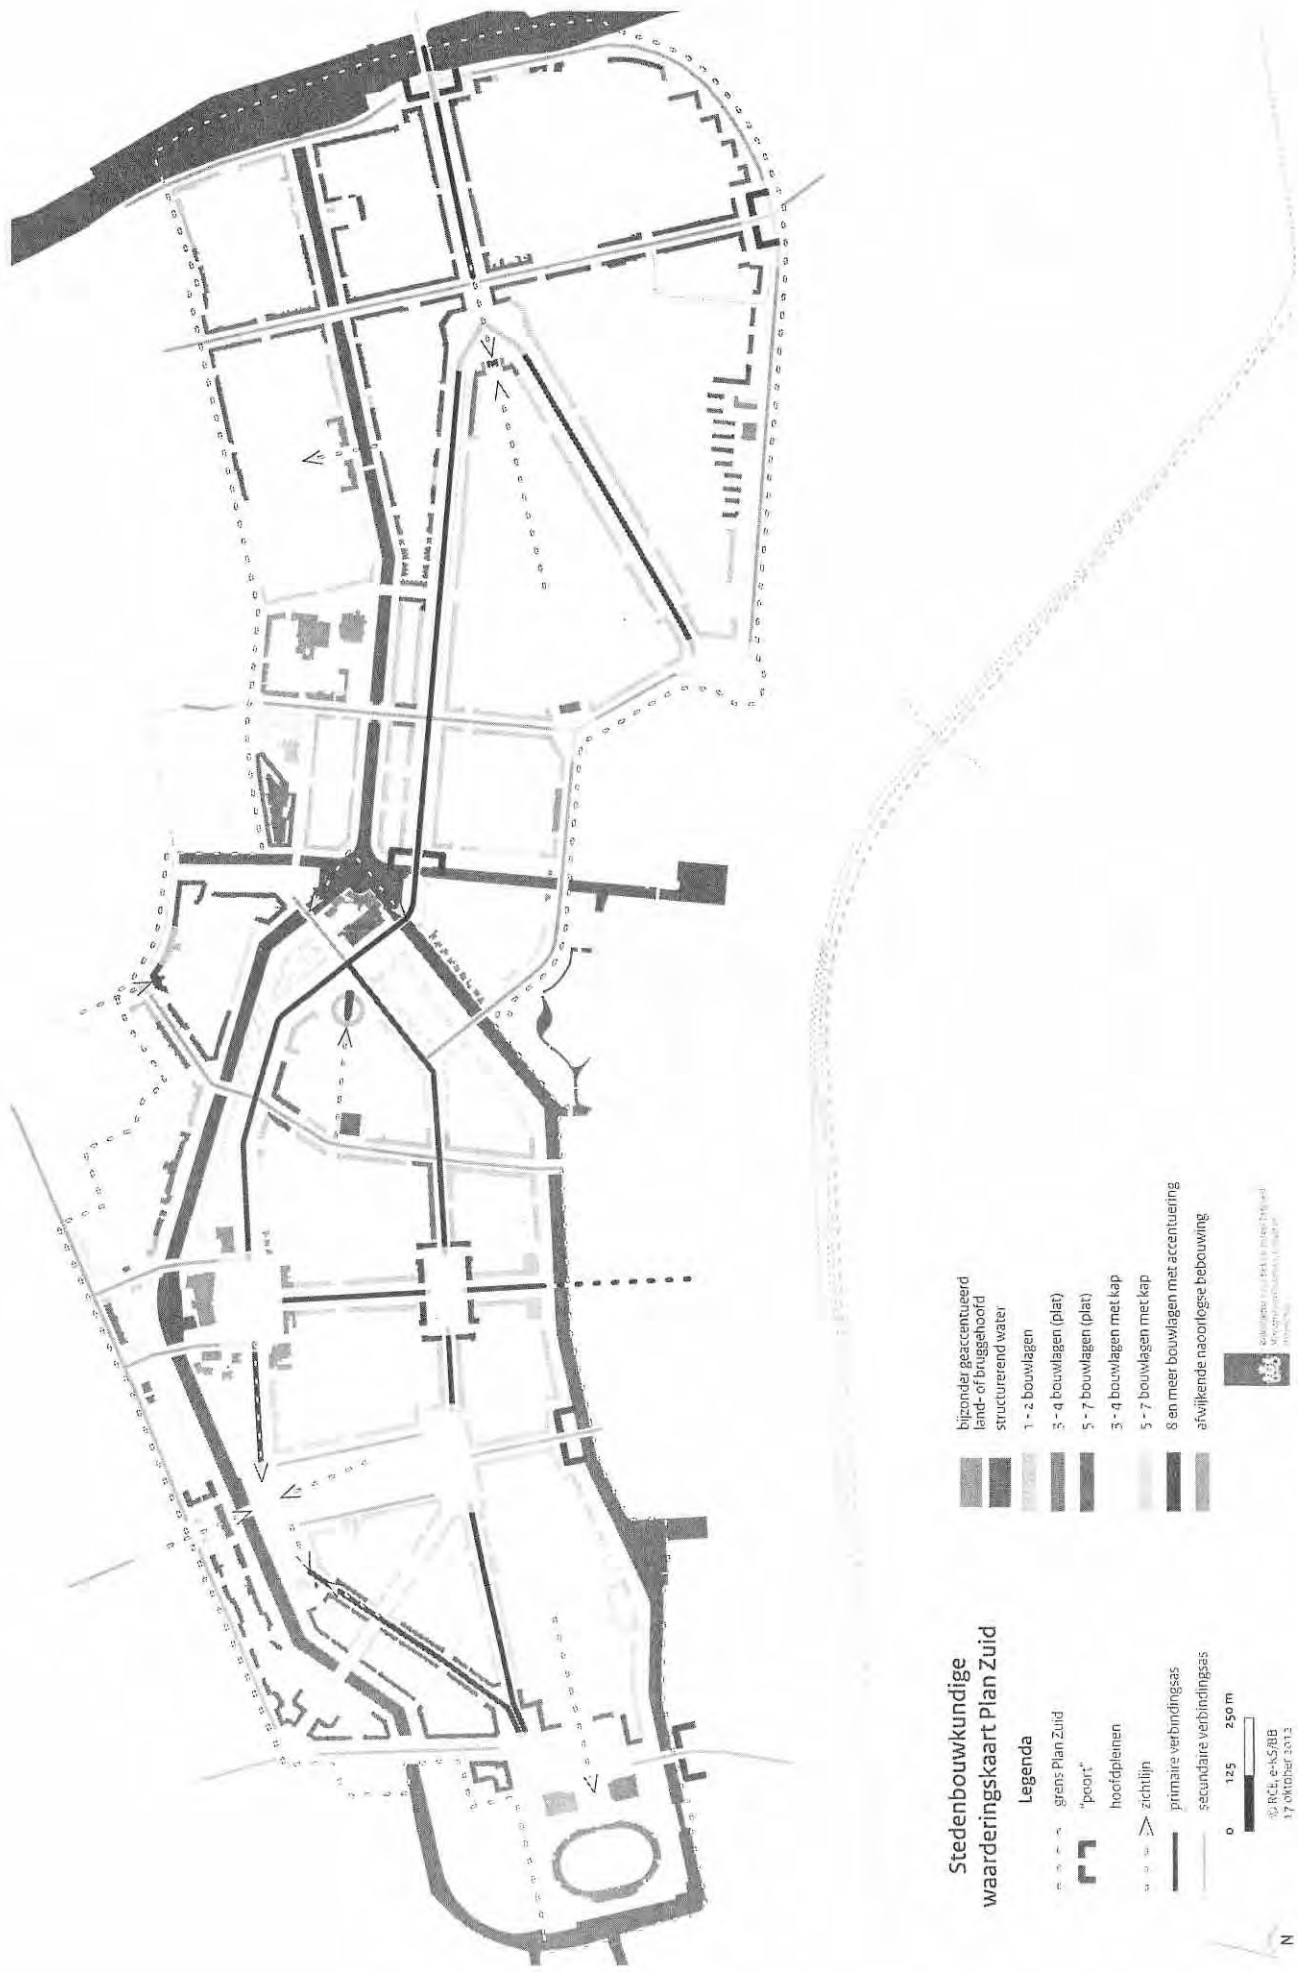 Stedenbouwkundige
waarderingskaart Plan Zuid
Legenda
grens Plan Zuid
"poort"
hoofdpleinen
zichtlijn
primaire verbindingsas
secundaire verbindingsas
0 125 250 m
© RCE, e-kS/BB
17 oktober 2012
N
bijzonder geaccentueerd
land- of bruggehoofd
structurerend water
1 - 2 bouwlagen
3 - 4 bouwlagen (plat)
5 - 7 bouwlagen (plat)
3 - 4 bouwlagen met kap
5 - 7 bouwlagen met kap
8 en meer bouwlagen met accentuering
afwijkende naoorlogse bebouwing